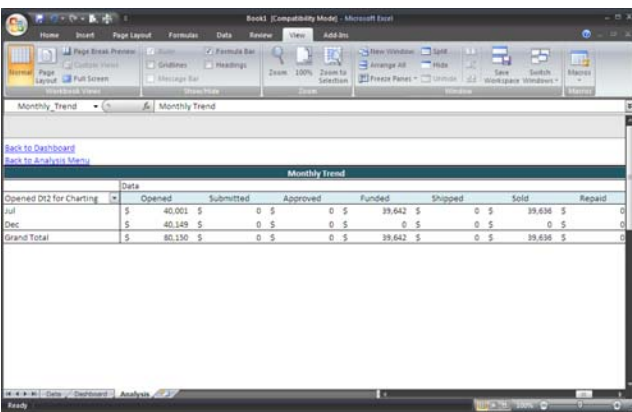 Book1 [Compatibility Mode] - Microsoft Excel
Home Insert Page Layout Formulas Data Review View Add-Ins
Normal Page Layout Page Break Preview Custom Views Full Screen
Ruler Gridlines Message Bar Formula Bar Headings
Zoom 100% Zoom to Selection
New Window Arrange All Freeze Panes Split Hide Unhide
Save Workspace Switch Windows Macros
Workbook Views Show/Hide Zoom Window Macros
Monthly_Trend fx Monthly Trend
Back to Dashboard
Back to Analysis Menu
Monthly Trend
Data
Opened Dt2 for Charting Opened Submitted Approved Funded Shipped Sold Repaid
Jul $ 40,001 $ 0 $ 0 $ 39,642 $ 0 $ 39,636 $ 0
Dec $ 40,149 $ 0 $ 0 $ 0 $ 0 $ 0 $ 0
Grand Total $ 80,150 $ 0 $ 0 $ 39,642 $ 0 $ 39,636 $ 0
Data Dashboard Analysis
Ready 100%